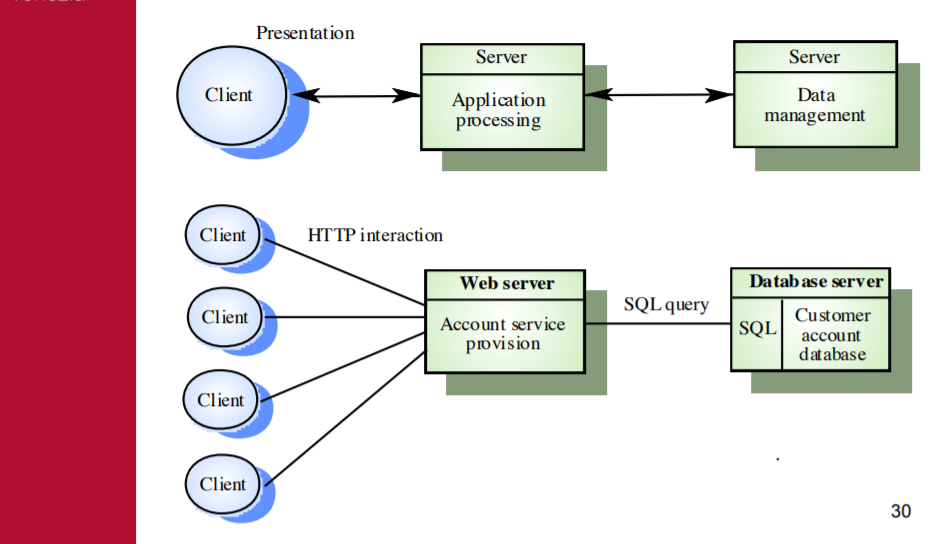 Presentation
Client
Server
Application
processing
Server
Data
management
Client
HTTP interaction
Client
Client
Client
Web server
Account service
provision
SQL query
Database server
SQL
Customer
account
database
.
30